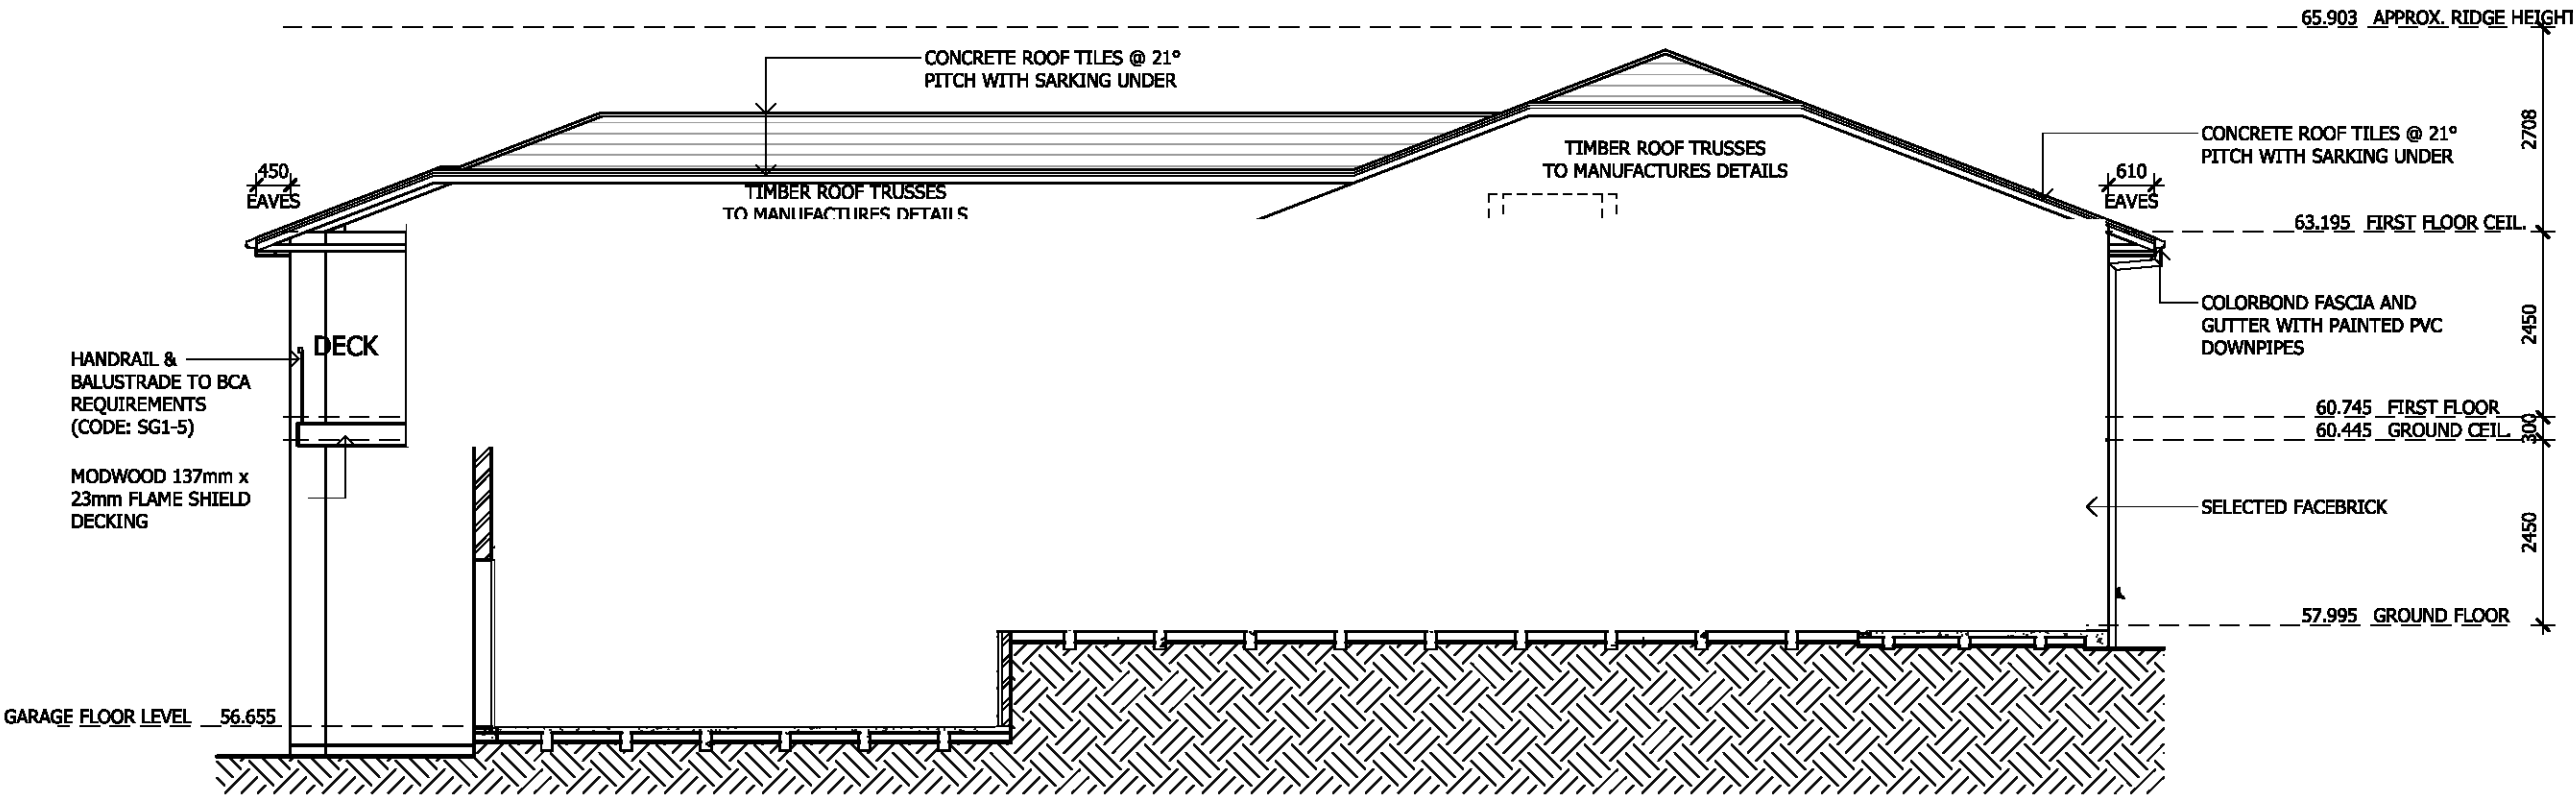 65.903 APPROX. RIDGE HEIGHT
CONCRETE ROOF TILES @ 21°
PITCH WITH SARKING UNDER
2708
CONCRETE ROOF TILES @ 21°
PITCH WITH SARKING UNDER
TIMBER ROOF TRUSSES
TO MANUFACTURES DETAILS
450
EAVES
610
EAVES
TIMBER ROOF TRUSSES
TO MANUFACTURES DETAILS
63.195 FIRST FLOOR CEIL.
COLORBOND FASCIA AND
GUTTER WITH PAINTED PVC
DOWNPIPES
2450
DECK
HANDRAIL &
BALUSTRADE TO BCA
REQUIREMENTS
(CODE: SG1-5)
60.745 FIRST FLOOR
300
60.445 GROUND CEIL.
MODWOOD 137mm x
23mm FLAME SHIELD
DECKING
SELECTED FACEBRICK
2450
57.995 GROUND FLOOR
GARAGE FLOOR LEVEL 56.655